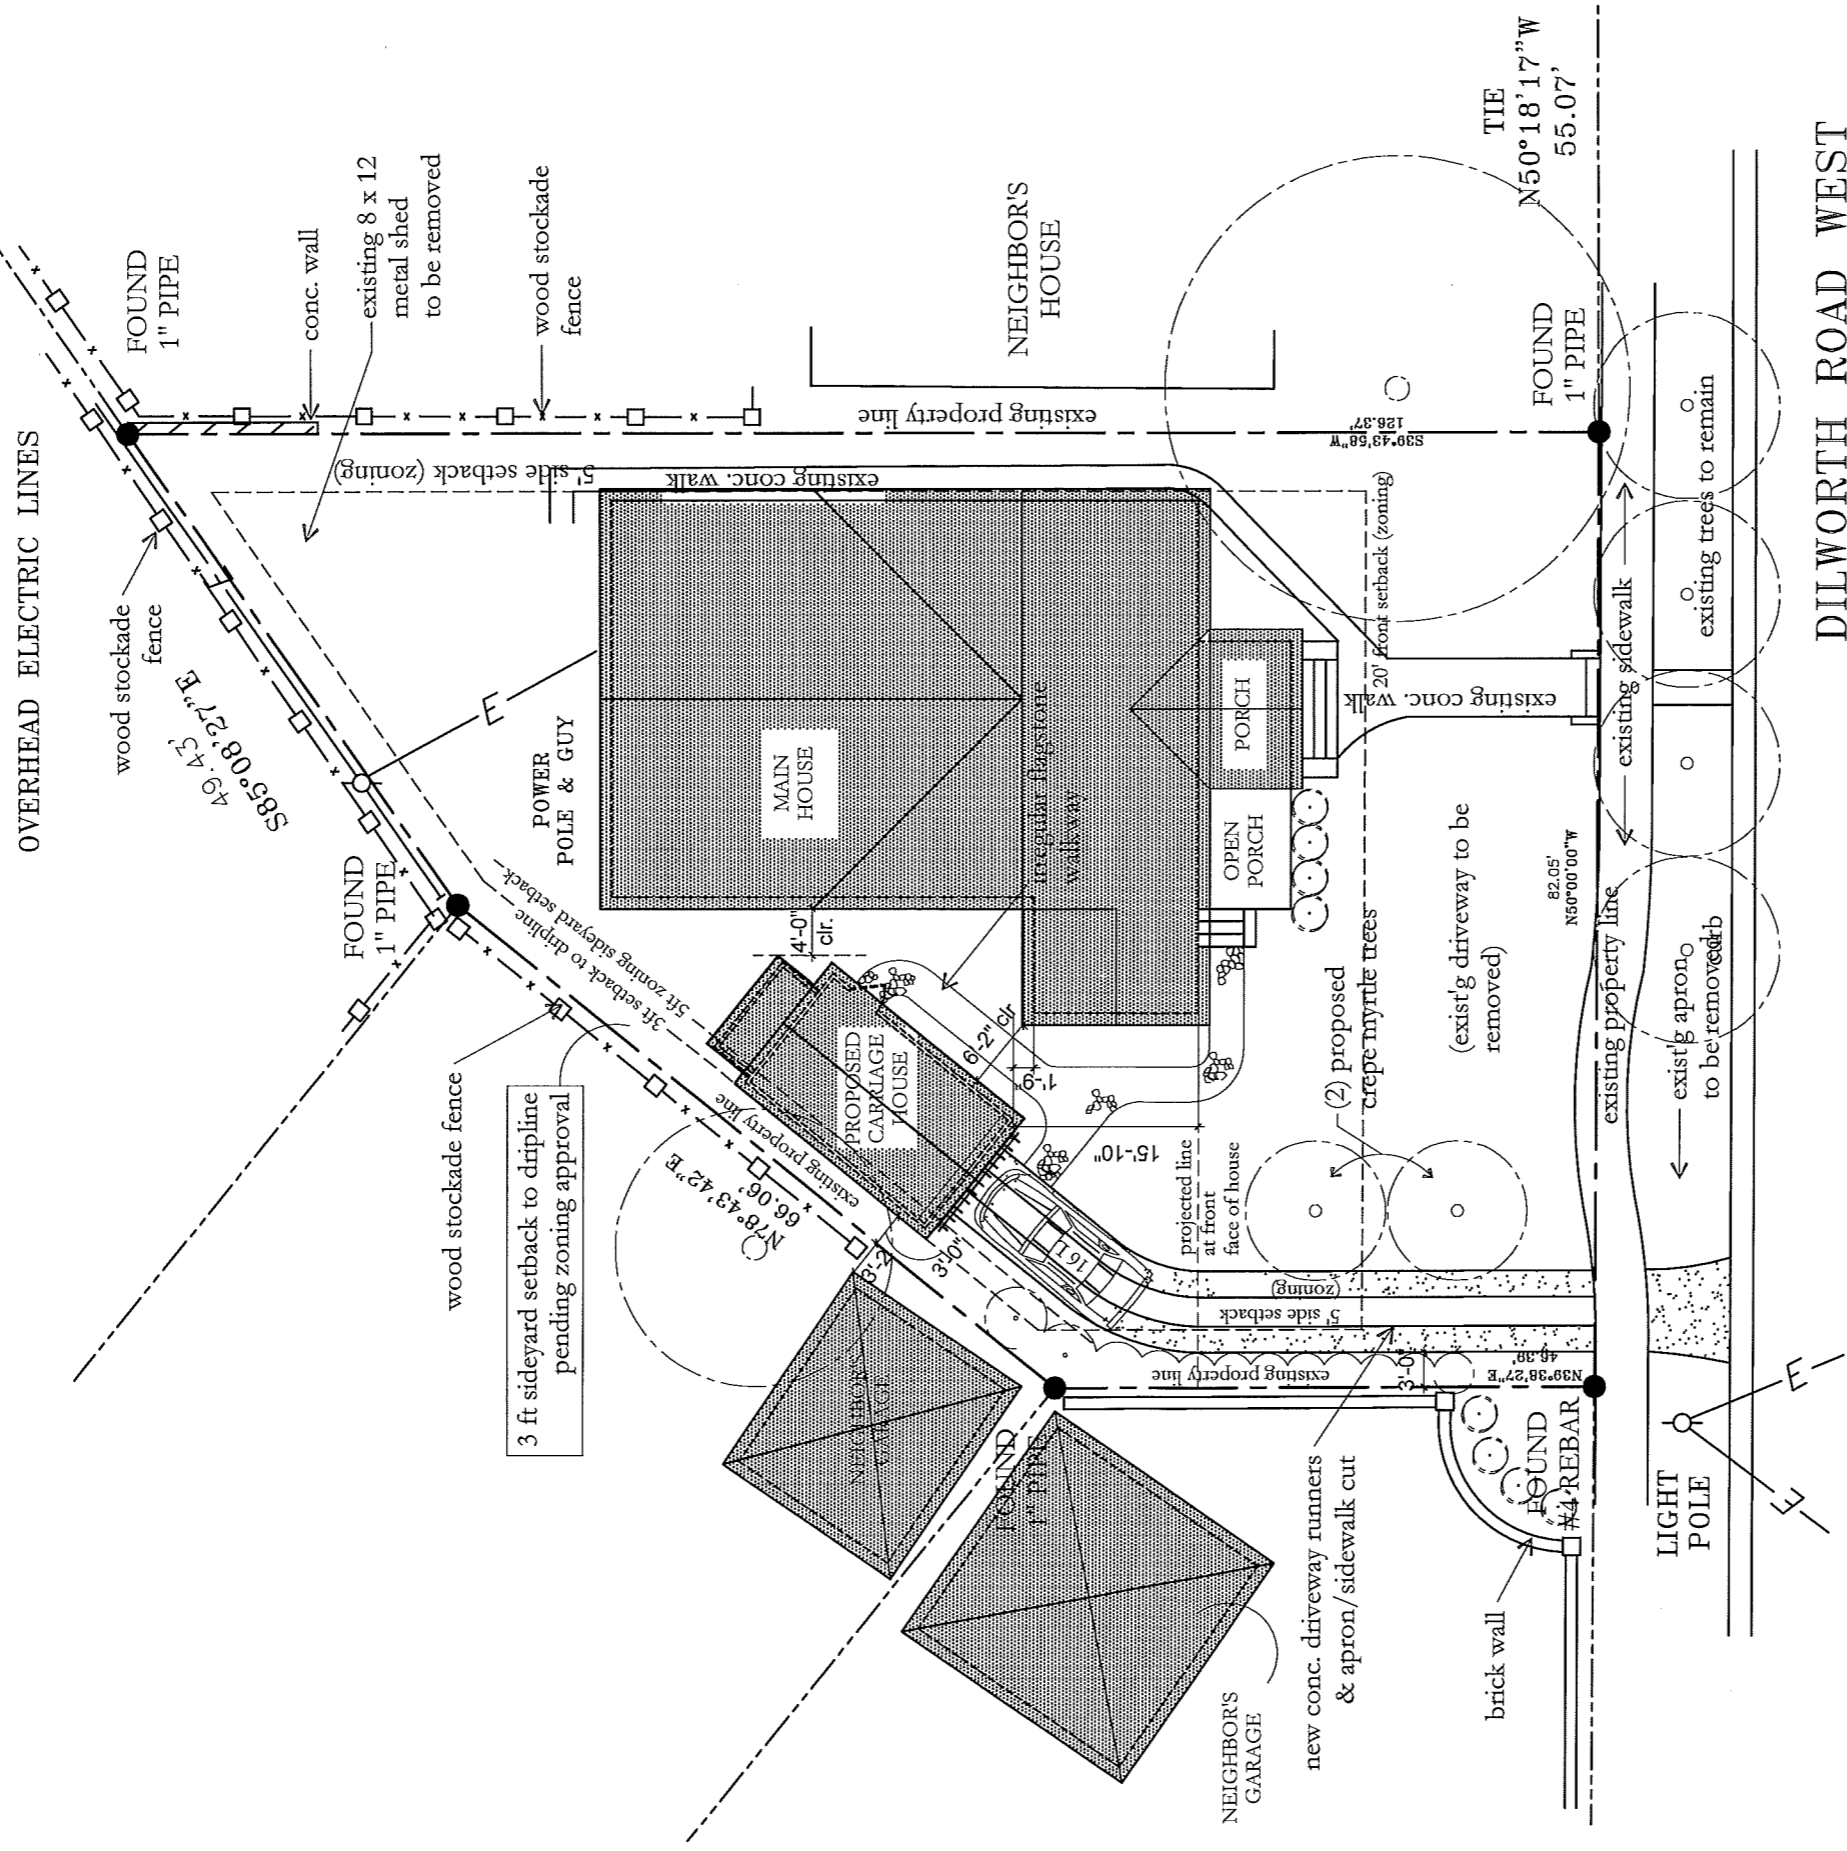 OVERHEAD ELECTRIC LINES
FOUND
1" PIPE
conc. wall
existing 8 x 12
metal shed
to be removed
wood stockade
fence
wood stockade
fence
S85°08'27"E
49.43'
5' side setback (zoning)
existing conc. walk
existing property line
S39°43'58"W
126.37'
NEIGHBOR'S
HOUSE
TIE
N50°18'17"W
55.07'
FOUND
1" PIPE
FOUND
1" PIPE
POWER
POLE & GUY
E
MAIN
HOUSE
irregular flagstone
walkway
PORCH
OPEN
PORCH
20' front setback (zoning)
existing conc. walk
existing sidewalk
existing trees to remain
DILWORTH ROAD WEST
5ft zoning sideyard setback
3ft setback to dripline
4'-0"
clr.
wood stockade fence
3 ft sideyard setback to dripline
pending zoning approval
N78°43'42"E
66.06'
existing property line
PROPOSED
CARRIAGE
HOUSE
6'-2" clr
1'-9"
15'-10"
3'-2"
3'-10"
projected line
at front
face of house
(2) proposed
crepe myrtle trees
(exist'g driveway to be
removed)
82.05'
N50°00'00"W
existing property line
exist'g apron
to be removed
curb
5' side setback
(zoning)
existing property line
3'-0"
N39°38'27"E
46.39'
NEIGHBOR'S
GARAGE
FOUND
1" PIPE
NEIGHBOR'S
GARAGE
new conc. driveway runners
& apron/sidewalk cut
brick wall
FOUND
#4 REBAR
LIGHT
POLE
E
E